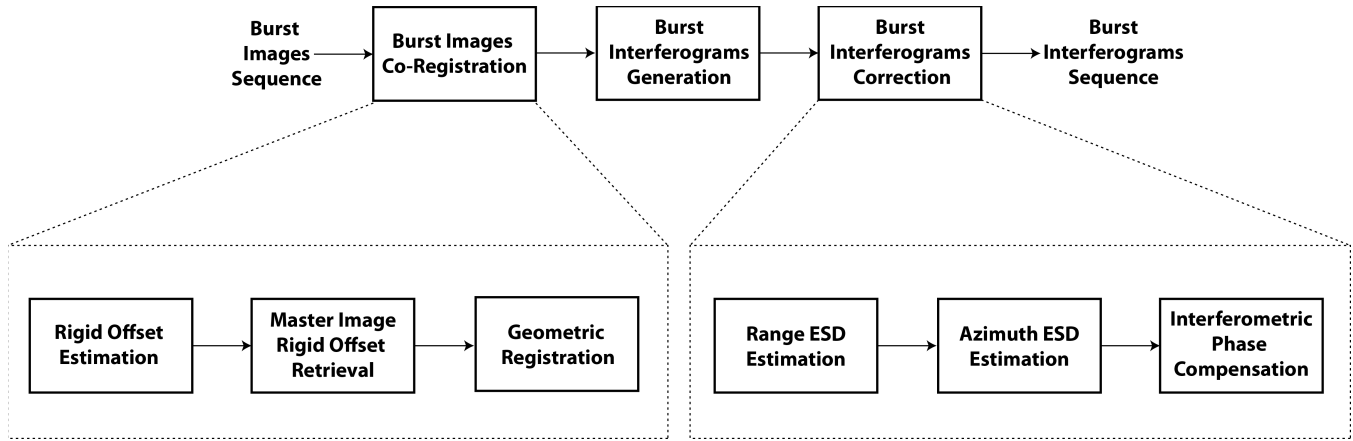 Burst
Images
Sequence
Burst Images
Co-Registration
Burst
Interferograms
Generation
Burst
Interferograms
Correction
Burst
Interferograms
Sequence
Rigid Offset
Estimation
Master Image
Rigid Offset
Retrieval
Geometric
Registration
Range ESD
Estimation
Azimuth ESD
Estimation
Interferometric
Phase
Compensation